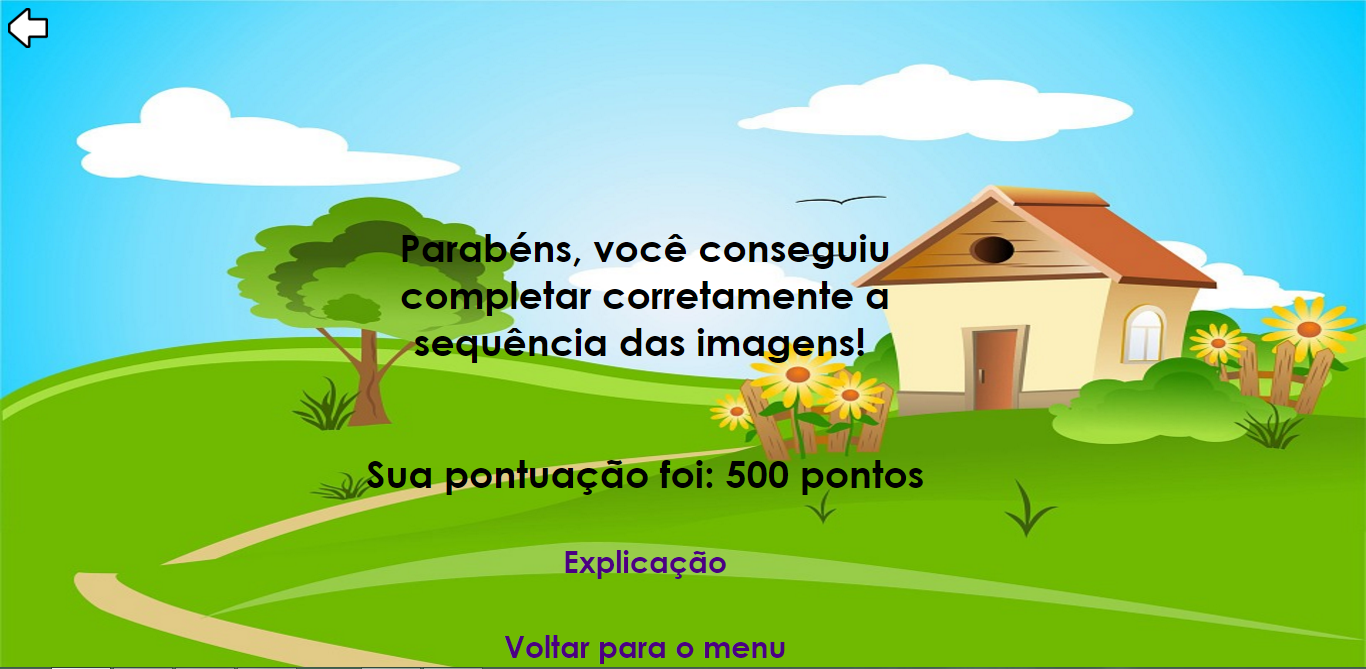 Parabéns, você conseguiu
completar corretamente a
sequência das imagens!
Sua pontuação foi: 500 pontos
Explicação
Voltar para o menu